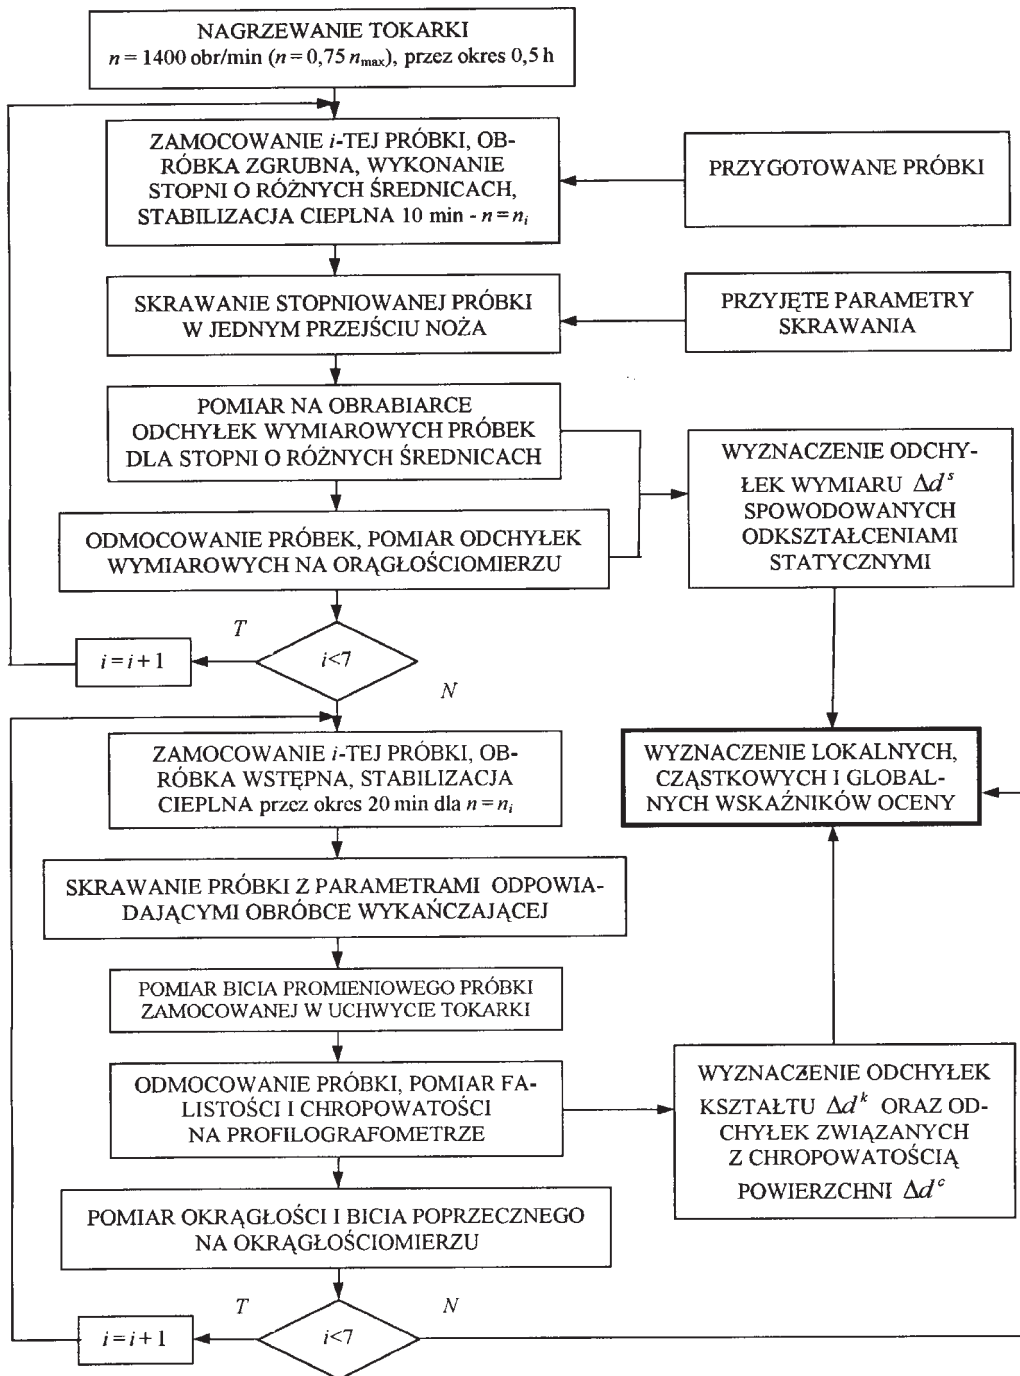 NAGRZEWANIE TOKARKI
n = 1400 obr/min (n = 0,75 nmax), przez okres 0,5 h
ZAMOCOWANIE i-TEJ PRÓBKI, OB-
RÓBKA ZGRUBNA, WYKONANIE
STOPNI O RÓŻNYCH ŚREDNICACH,
STABILIZACJA CIEPLNA 10 min - n = ni
PRZYGOTOWANE PRÓBKI
SKRAWANIE STOPNIOWANEJ PRÓBKI
W JEDNYM PRZEJŚCIU NOŻA
PRZYJĘTE PARAMETRY
SKRAWANIA
POMIAR NA OBRABIARCE
ODCHYŁEK WYMIAROWYCH PRÓBEK
DLA STOPNI O RÓŻNYCH ŚREDNICACH
WYZNACZENIE ODCHY-
ŁEK WYMIARU Δd^s
SPOWODOWANYCH
ODKSZTAŁCENIAMI
STATYCZNYMI
ODMOCOWANIE PRÓBEK, POMIAR ODCHYŁEK
WYMIAROWYCH NA ORĄGŁOŚCIOMIERZU
T
i = i + 1
i<7
N
ZAMOCOWANIE i-TEJ PRÓBKI, OB-
RÓBKA WSTĘPNA, STABILIZACJA
CIEPLNA przez okres 20 min dla n = ni
WYZNACZENIE LOKALNYCH,
CZĄSTKOWYCH I GLOBAL-
NYCH WSKAŹNIKÓW OCENY
SKRAWANIE PRÓBKI Z PARAMETRAMI ODPOWIA-
DAJĄCYMI OBRÓBCE WYKAŃCZAJĄCEJ
POMIAR BICIA PROMIENIOWEGO PRÓBKI
ZAMOCOWANEJ W UCHWYCIE TOKARKI
ODMOCOWANIE PRÓBKI, POMIAR FA-
LISTOŚCI I CHROPOWATOŚCI
NA PROFILOGRAFOMETRZE
WYZNACZENIE ODCHYŁEK
KSZTAŁTU Δd^k ORAZ OD-
CHYŁEK ZWIĄZANYCH
Z CHROPOWATOŚCIĄ
POWIERZCHNI Δd^c
POMIAR OKRĄGŁOŚCI I BICIA POPRZECZNEGO
NA OKRĄGŁOŚCIOMIERZU
T
N
i = i + 1
i<7